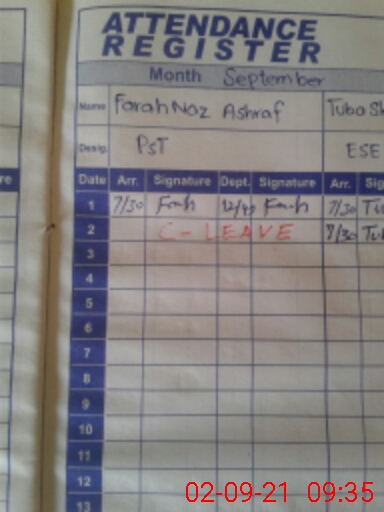 ATTENDANCE
REGISTER
Month September
Name Farah Naz Ashraf Tuba
Desig. PST ESE
re Date Arr. Signature Dept. Signature Arr. Sig
1 7/30 Farah Farah 7/30
2 C-LEAVE 7/30
3
4
5
6
7
8
9
10
11
12
13
02-09-21 09:35